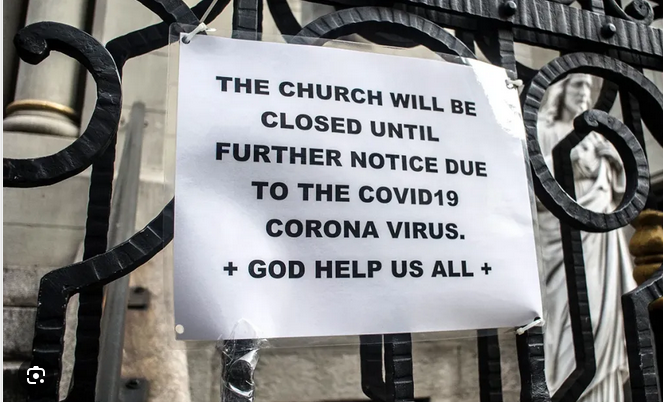 THE CHURCH WILL BE
CLOSED UNTIL
FURTHER NOTICE DUE
TO THE COVID19
CORONA VIRUS.
+ GOD HELP US ALL +